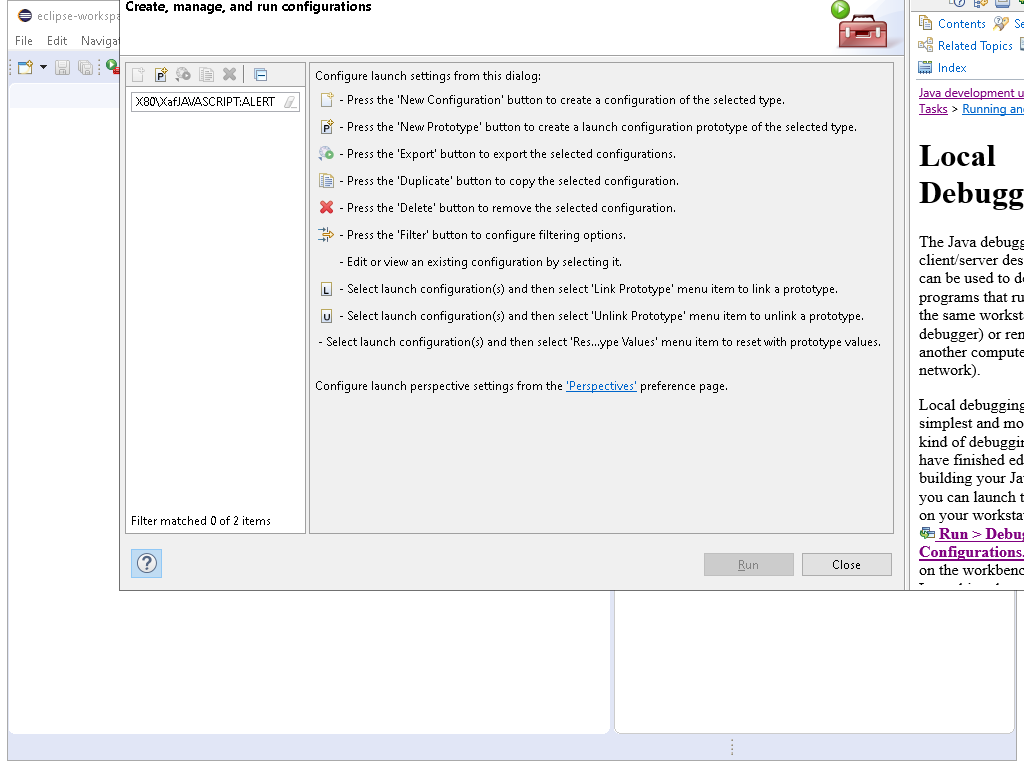 eclipse-workspa
File Edit Naviga
Create, manage, and run configurations
X80\XafJAVASCRIPT:ALERT
Filter matched 0 of 2 items
Configure launch settings from this dialog:
- Press the 'New Configuration' button to create a configuration of the selected type.
- Press the 'New Prototype' button to create a launch configuration prototype of the selected type.
- Press the 'Export' button to export the selected configurations.
- Press the 'Duplicate' button to copy the selected configuration.
- Press the 'Delete' button to remove the selected configuration.
- Press the 'Filter' button to configure filtering options.
- Edit or view an existing configuration by selecting it.
- Select launch configuration(s) and then select 'Link Prototype' menu item to link a prototype.
- Select launch configuration(s) and then select 'Unlink Prototype' menu item to unlink a prototype.
- Select launch configuration(s) and then select 'Res...ype Values' menu item to reset with prototype values.
Configure launch perspective settings from the 'Perspectives' preference page.
Run Close
Contents Se
Related Topics
Index
Java development u
Tasks > Running an
Local
Debugg
The Java debugg
client/server des
can be used to de
programs that ru
the same worksta
debugger) or rem
another compute
network).
Local debugging
simplest and mo
kind of debuggin
have finished ed
building your Jav
you can launch t
on your worksta
Run > Debug
Configurations.
on the workbenc